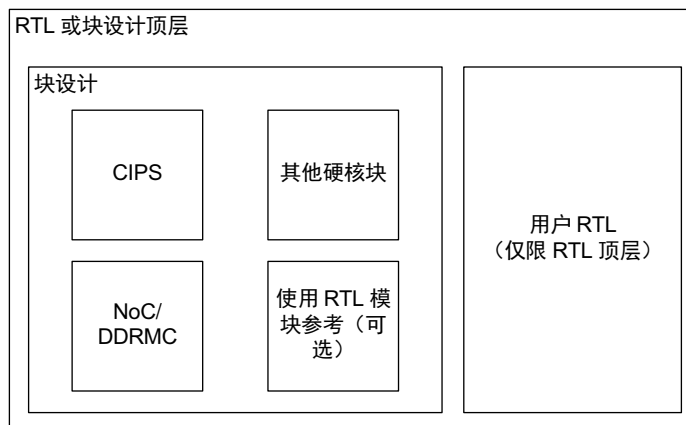 RTL 或块设计顶层
块设计
CIPS
其他硬核块
NoC/
DDRMC
使用 RTL 模
块参考（可
选）
用户 RTL
（仅限 RTL 顶层）